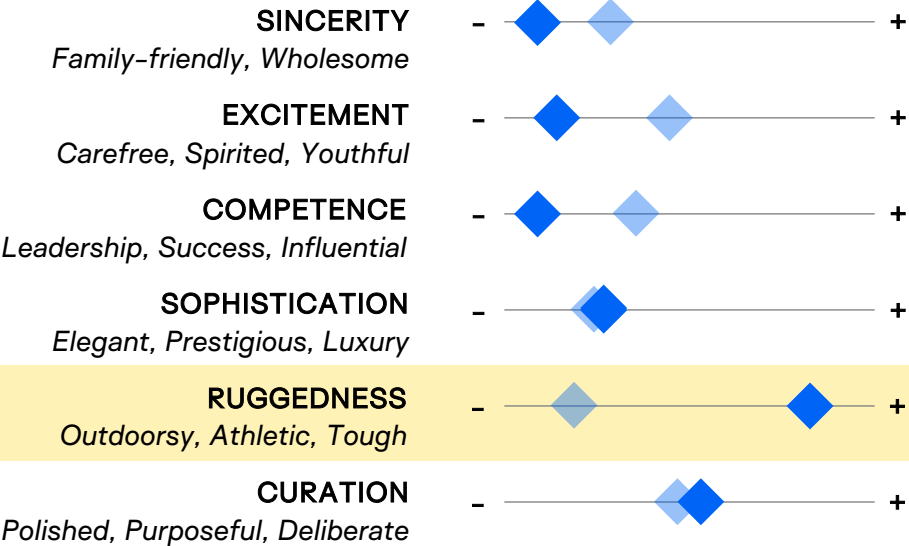 SINCERITY - +
Family-friendly, Wholesome
EXCITEMENT - +
Carefree, Spirited, Youthful
COMPETENCE - +
Leadership, Success, Influential
SOPHISTICATION - +
Elegant, Prestigious, Luxury
RUGGEDNESS - +
Outdoorsy, Athletic, Tough
CURATION - +
Polished, Purposeful, Deliberate